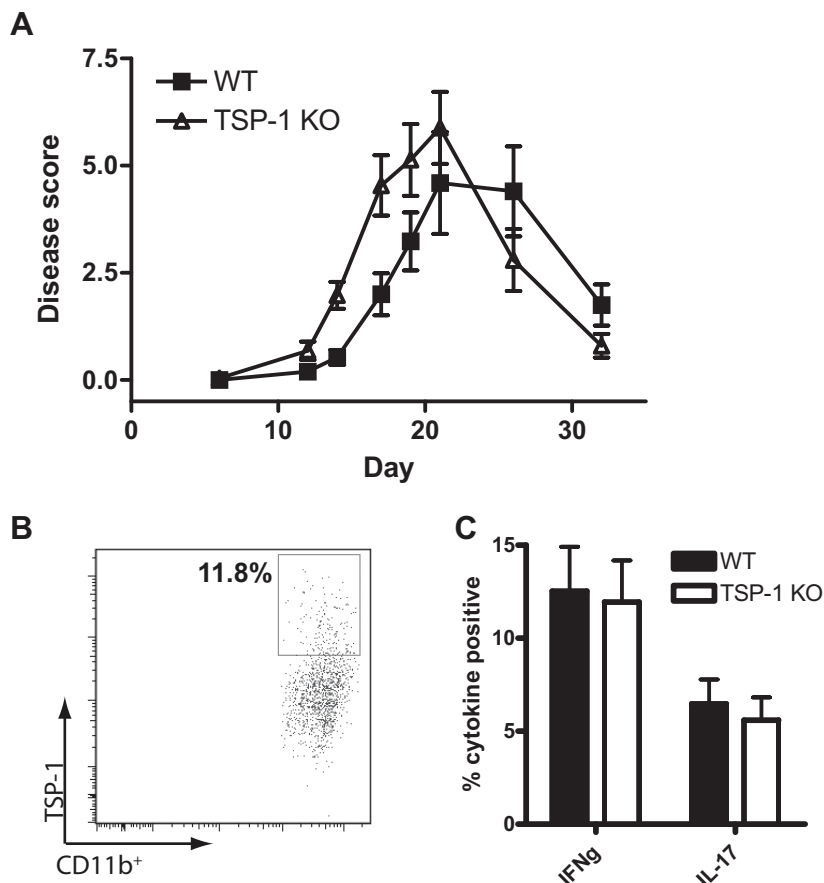 A
7.5
5.0
2.5
0.0
Disease score
WT
TSP-1 KO
0
10
20
30
Day
B
11.8%
TSP-1
CD11b⁺
C
15
10
5
0
% cytokine positive
WT
TSP-1 KO
IFNg
IL-17